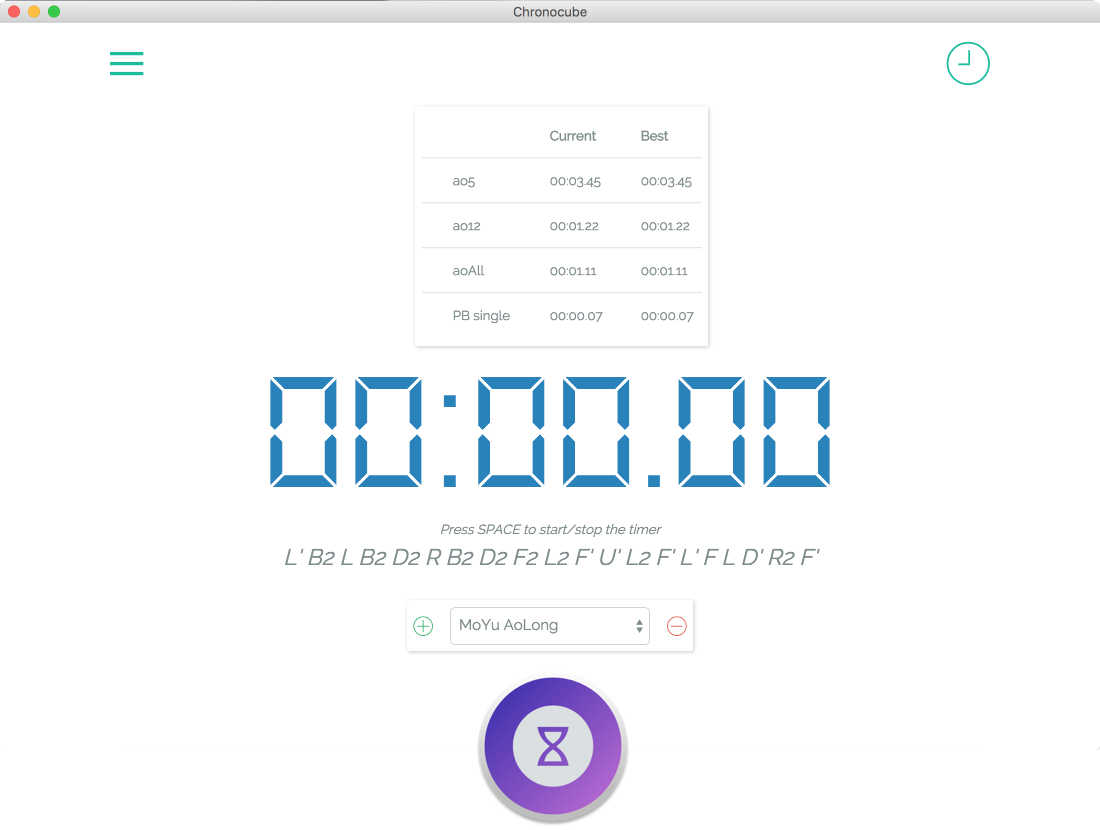 Chronocube
Current Best
ao5 00:03.45 00:03.45
ao12 00:01.22 00:01.22
aoAll 00:01.11 00:01.11
PB single 00:00.07 00:00.07
00:00.00
Press SPACE to start/stop the timer
L' B2 L B2 D2 R B2 D2 F2 L2 F' U' L2 F' L' F L D' R2 F'
MoYu AoLong